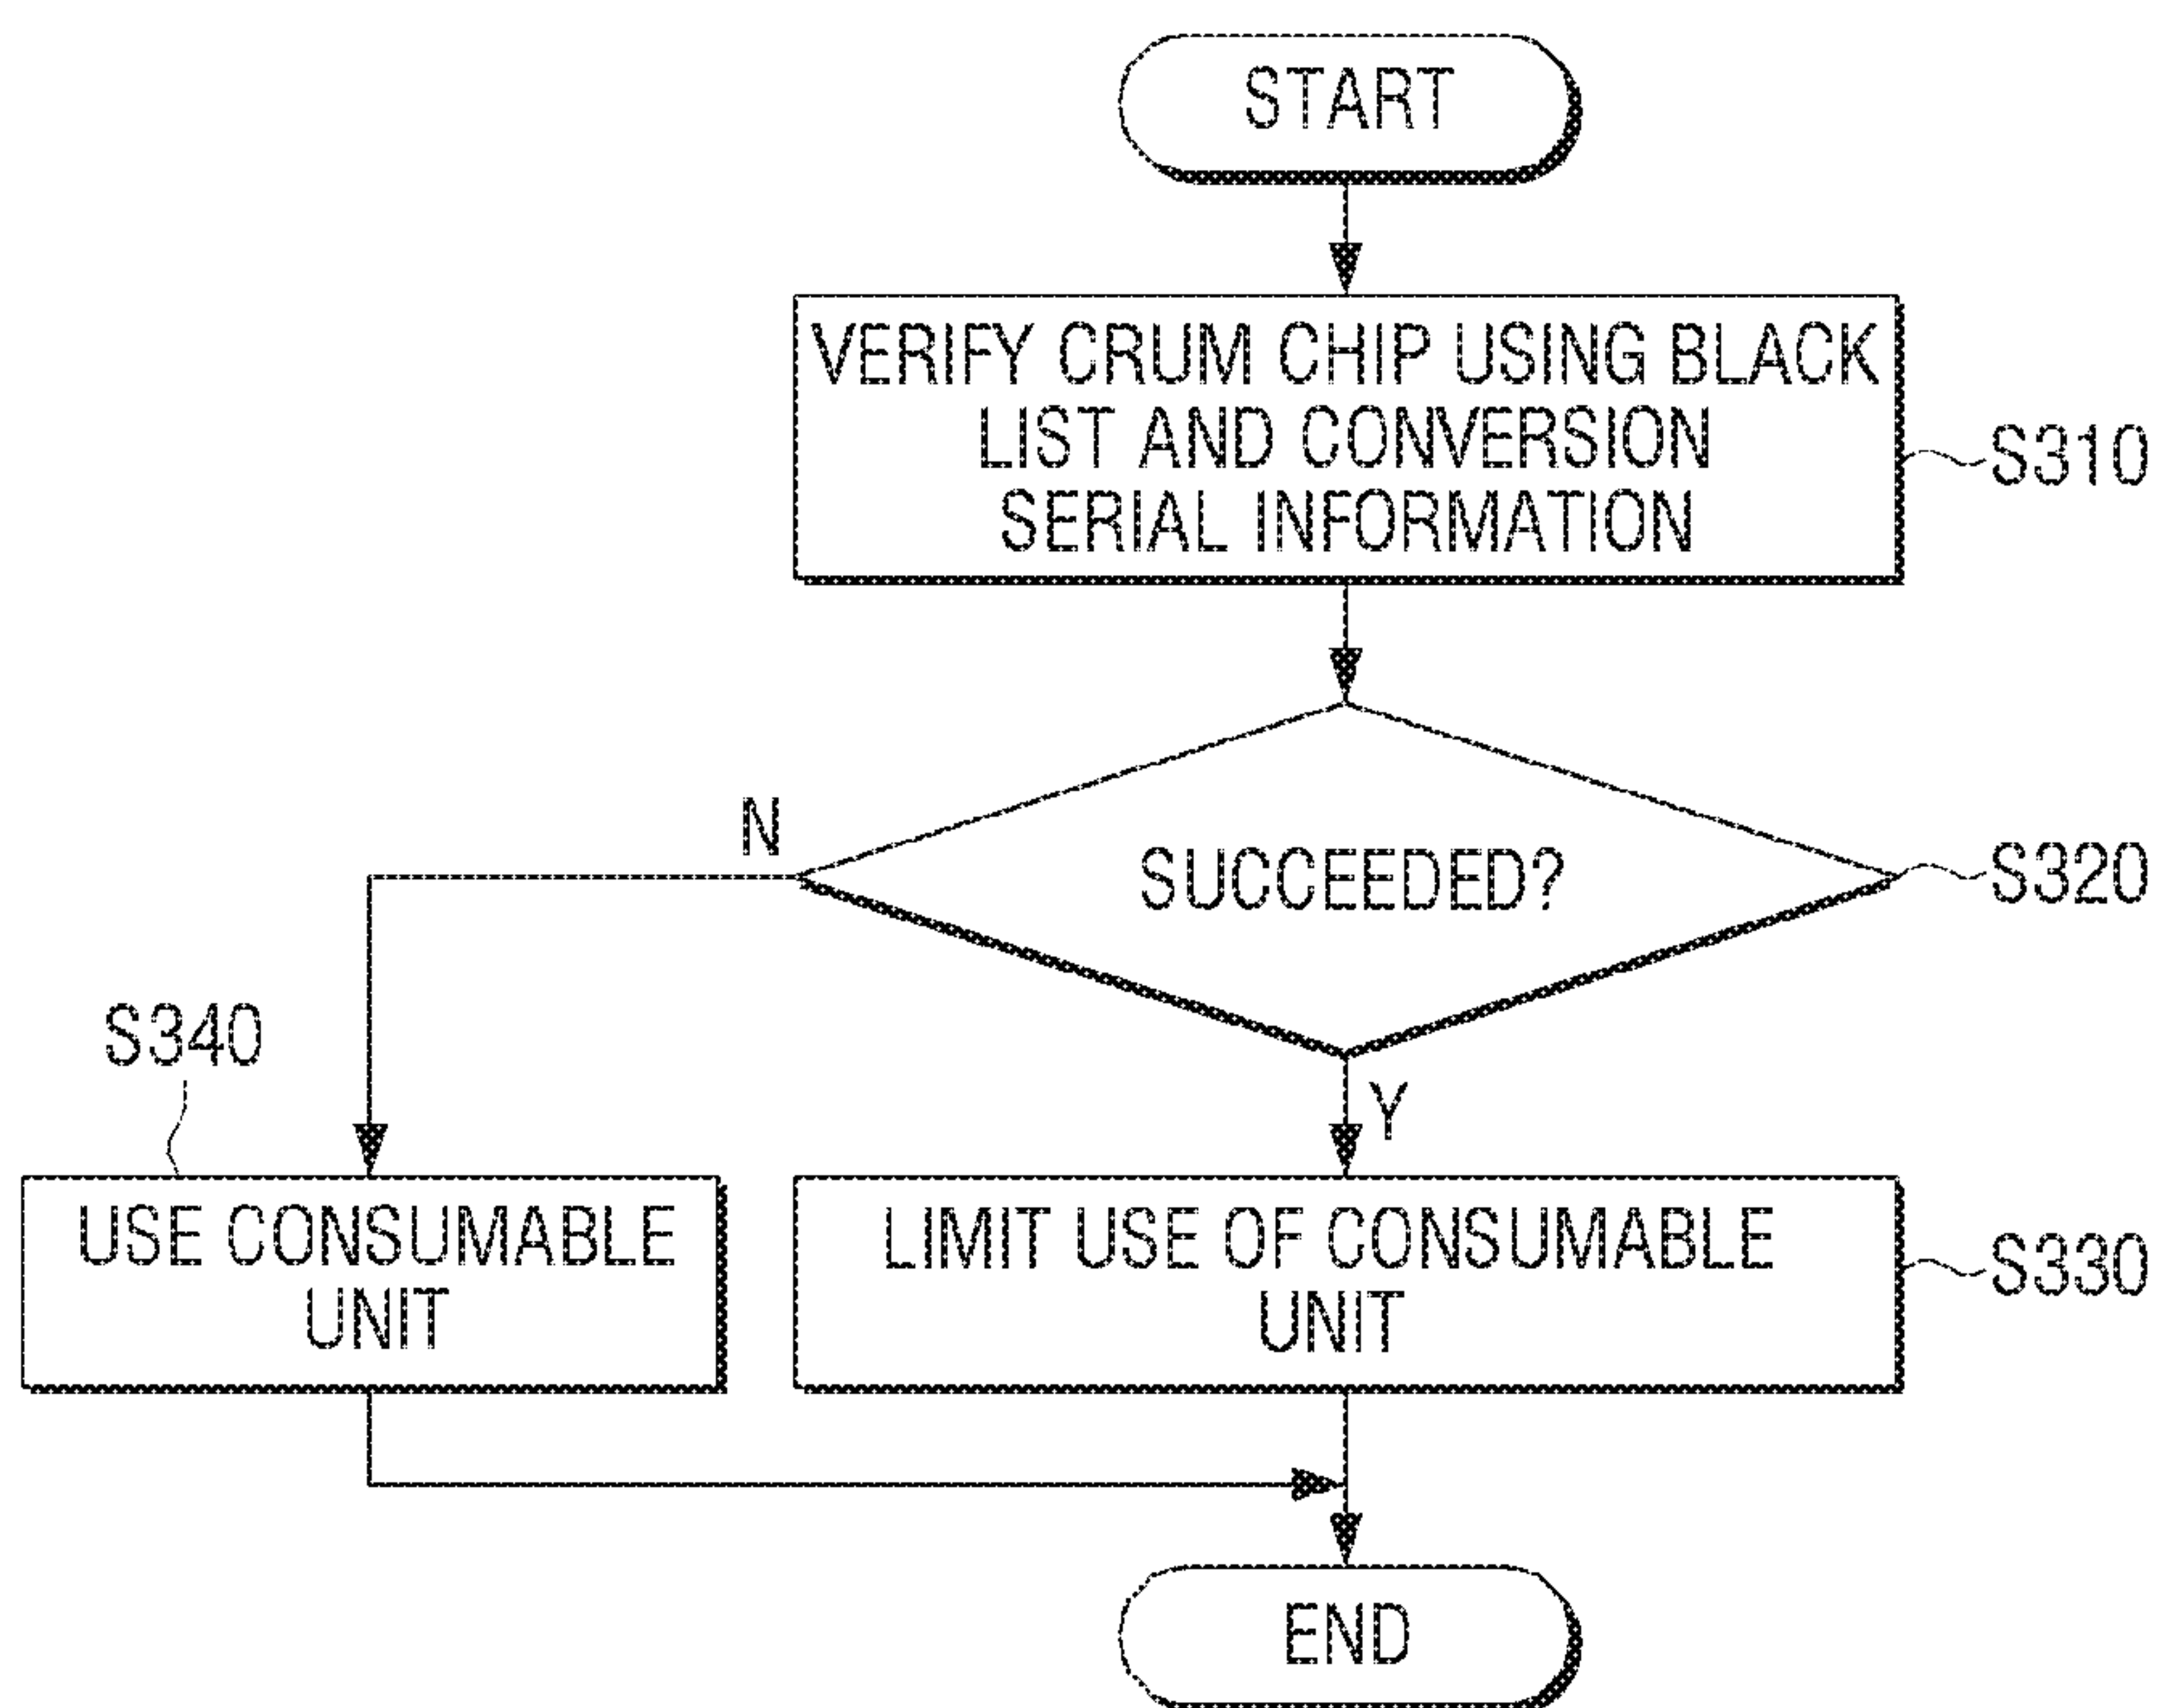 START
VERIFY CRUM CHIP USING BLACK
LIST AND CONVERSION
SERIAL INFORMATION
S310
N
SUCCEEDED?
S320
S340
Y
USE CONSUMABLE
UNIT
LIMIT USE OF CONSUMABLE
UNIT
S330
END